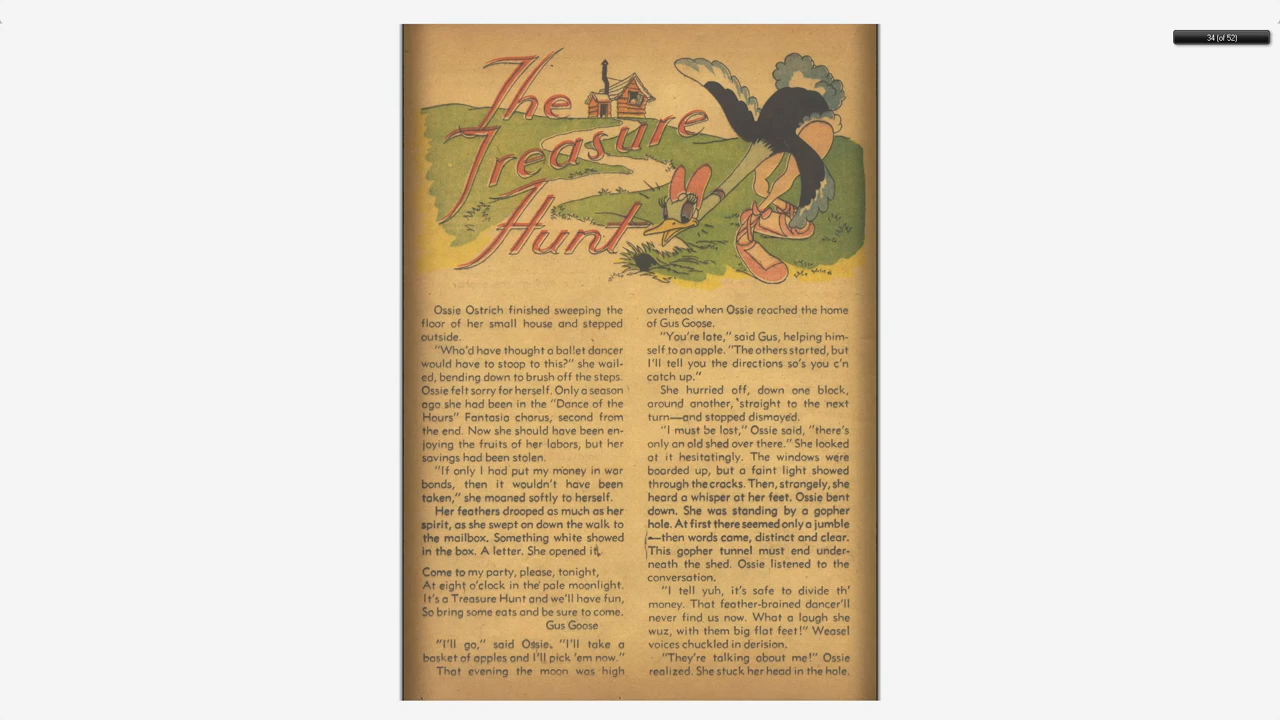 34 (of 52)
The
Treasure
Hunt
Ossie Ostrich finished sweeping the
floor of her small house and stepped
outside.
"Who'd have thought a ballet dancer
would have to stoop to this?" she wail-
ed, bending down to brush off the steps.
Ossie felt sorry for herself. Only a season
ago she had been in the "Dance of the
Hours" Fantasia chorus, second from
the end. Now she should have been en-
joying the fruits of her labors, but her
savings had been stolen.
"If only I had put my money in war
bonds, then it wouldn't have been
taken," she moaned softly to herself.
Her feathers drooped as much as her
spirit, as she swept on down the walk to
the mailbox. Something white showed
in the box. A letter. She opened it.
Come to my party, please, tonight,
At eight o'clock in the pale moonlight.
It's a Treasure Hunt and we'll have fun,
So bring some eats and be sure to come.
Gus Goose
"I'll go," said Ossie. "I'll take a
basket of apples and I'll pick 'em now."
That evening the moon was high
overhead when Ossie reached the home
of Gus Goose.
"You're late," said Gus, helping him-
self to an apple. "The others started, but
I'll tell you the directions so's you c'n
catch up."
She hurried off, down one block,
around another, straight to the next
turn—and stopped dismayed.
"I must be lost," Ossie said, "there's
only an old shed over there." She looked
at it hesitatingly. The windows were
boarded up, but a faint light showed
through the cracks. Then, strangely, she
heard a whisper at her feet. Ossie bent
down. She was standing by a gopher
hole. At first there seemed only a jumble
—then words came, distinct and clear.
This gopher tunnel must end under-
neath the shed. Ossie listened to the
conversation.
"I tell yuh, it's safe to divide th'
money. That feather-brained dancer'll
never find us now. What a lough she
wuz, with them big flat feet!" Weasel
voices chuckled in derision.
"They're talking about me!" Ossie
realized. She stuck her head in the hole.